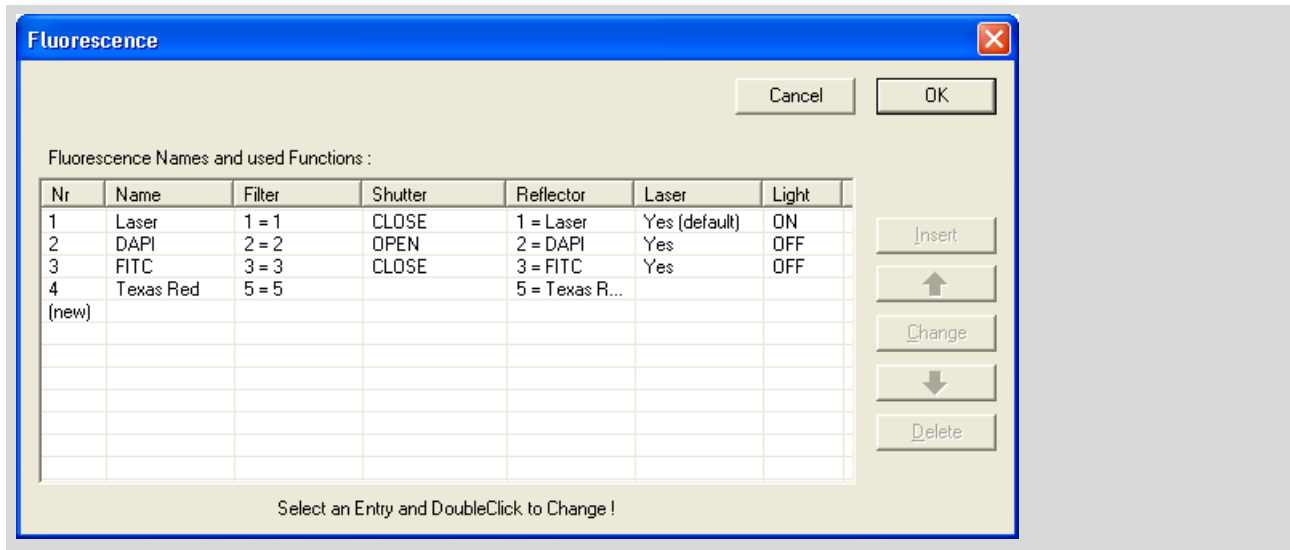 Fluorescence
Cancel OK
Fluorescence Names and used Functions :
Nr Name Filter Shutter Reflector Laser Light
1 Laser 1 = 1 CLOSE 1 = Laser Yes (default) ON
2 DAPI 2 = 2 OPEN 2 = DAPI Yes OFF
3 FITC 3 = 3 CLOSE 3 = FITC Yes OFF
4 Texas Red 5 = 5 5 = Texas R...
(new)
Insert
Change
Delete
Select an Entry and DoubleClick to Change !